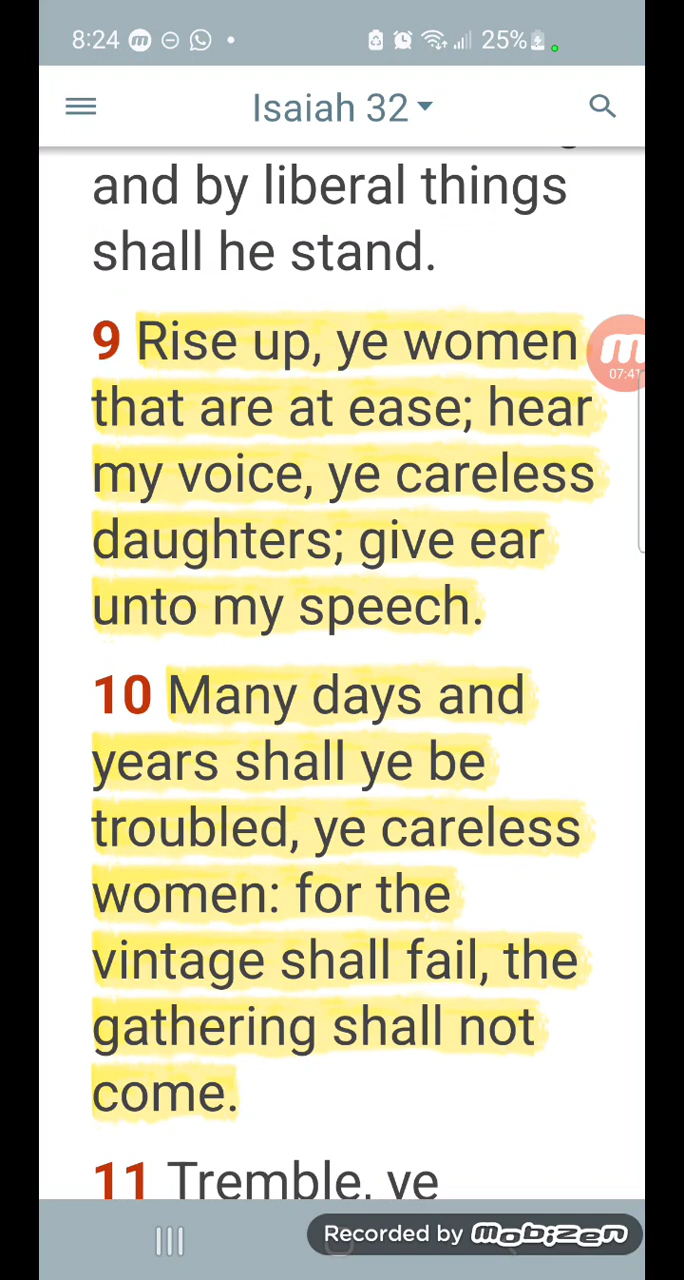 8:24 25%
Isaiah 32
and by liberal things
shall he stand.
9 Rise up, ye women
that are at ease; hear
my voice, ye careless
daughters; give ear
unto my speech.
m
07:41
10 Many days and
years shall ye be
troubled, ye careless
women: for the
vintage shall fail, the
gathering shall not
come.
11 Tremble, ye
Recorded by mobizen